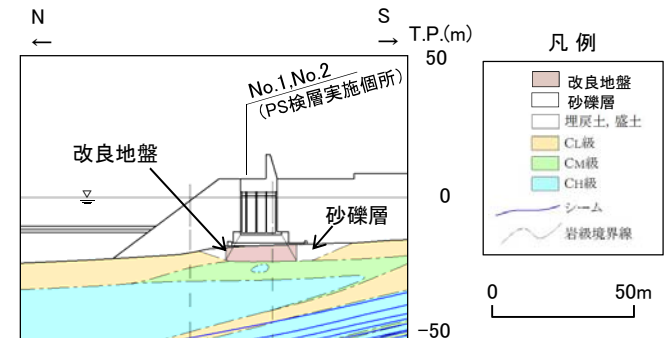 N
S
T.P.(m)
50
No.1,No.2
(PS検層実施個所)
改良地盤
0
砂礫層
-50
凡 例
改良地盤
砂礫層
埋戻土, 盛土
CL級
CM級
CH級
シーム
岩級境界線
0
50m